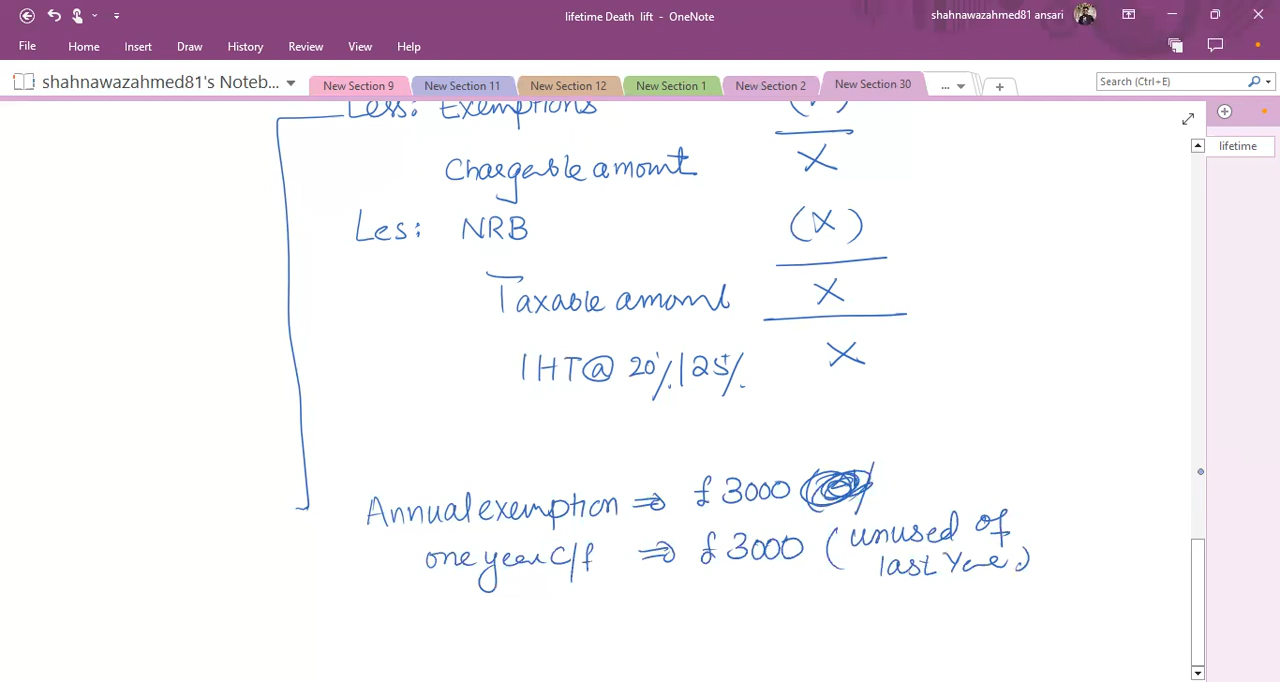 lifetime Death lift - OneNote
shahnawazahmed81 ansari
File Home Insert Draw History Review View Help
shahnawazahmed81's Noteb...
New Section 9 New Section 11 New Section 12 New Section 1 New Section 2 New Section 30 ...
Search (Ctrl+E)
lifetime
Less: Exemptions
Chargeable amomt X
Les: NRB (X)
Taxable amomt X
IHT@ 20%|25% X
Annual exemption ⇒ £3000
one year c/f ⇒ £3000 (unused of
last Year)